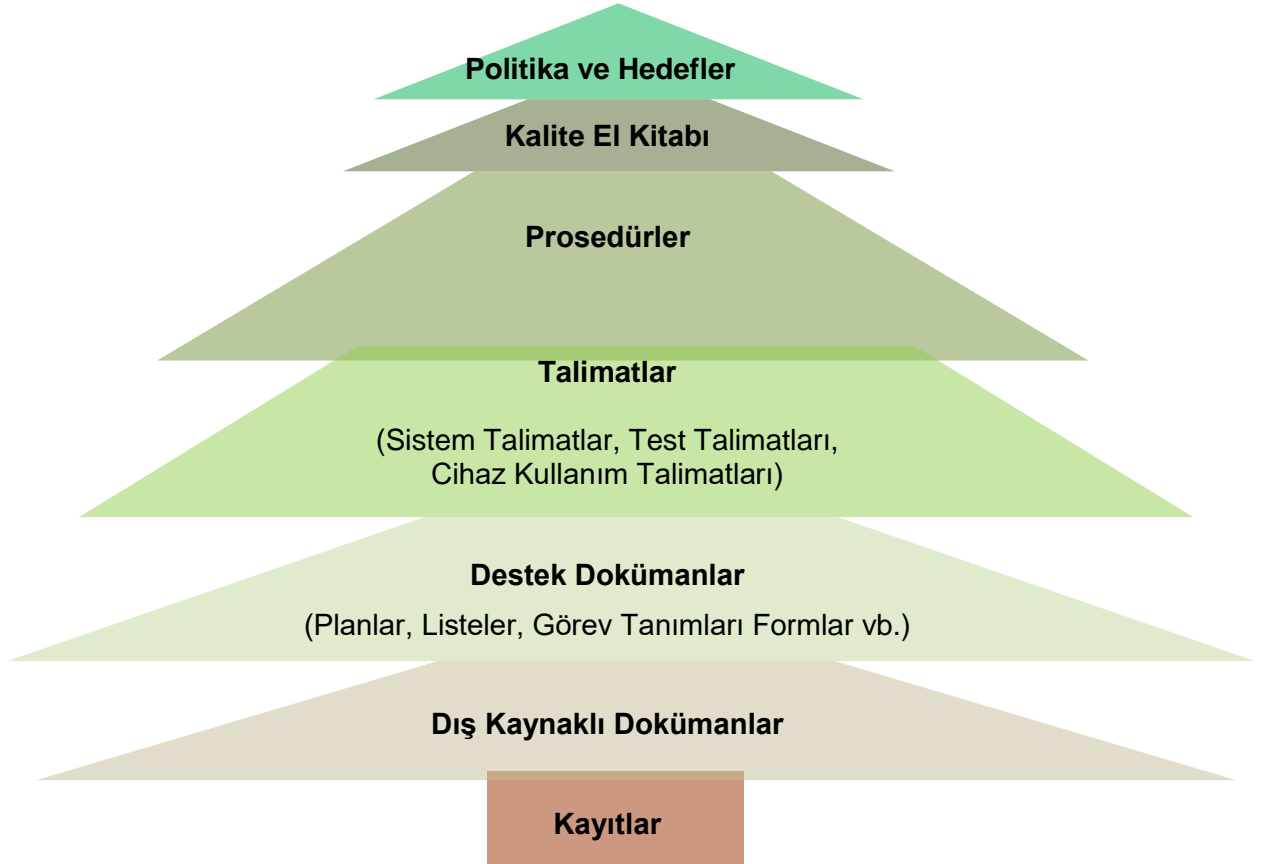 Politika ve Hedefler
Kalite El Kitabı
Prosedürler
Talimatlar
(Sistem Talimatlar, Test Talimatları,
Cihaz Kullanım Talimatları)
Destek Dokümanlar
(Planlar, Listeler, Görev Tanımları Formlar vb.)
Dış Kaynaklı Dokümanlar
Kayıtlar